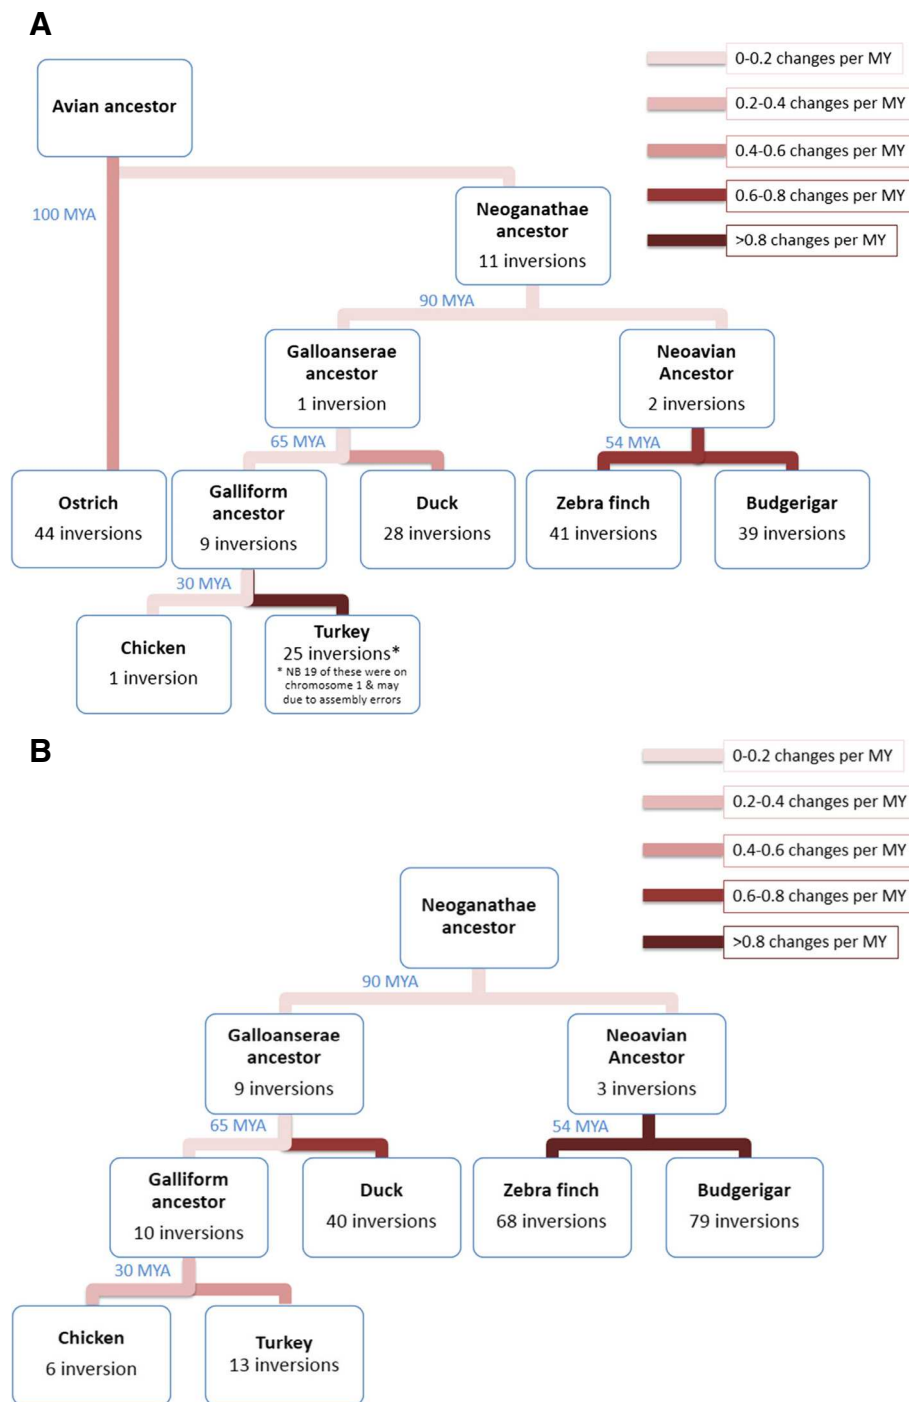 A
Avian ancestor
0-0.2 changes per MY
0.2-0.4 changes per MY
0.4-0.6 changes per MY
0.6-0.8 changes per MY
>0.8 changes per MY
100 MYA
Neoganathae
ancestor
11 inversions
90 MYA
Galloanserae
ancestor
1 inversion
Neoavian
Ancestor
2 inversions
65 MYA
54 MYA
Ostrich
44 inversions
Galliform
ancestor
9 inversions
Duck
28 inversions
Zebra finch
41 inversions
Budgerigar
39 inversions
30 MYA
Chicken
1 inversion
Turkey
25 inversions*
* NB 19 of these were on
chromosome 1 & may
due to assembly errors
B
0-0.2 changes per MY
0.2-0.4 changes per MY
0.4-0.6 changes per MY
0.6-0.8 changes per MY
>0.8 changes per MY
Neoganathae
ancestor
90 MYA
Galloanserae
ancestor
9 inversions
Neoavian
Ancestor
3 inversions
65 MYA
54 MYA
Galliform
ancestor
10 inversions
Duck
40 inversions
Zebra finch
68 inversions
Budgerigar
79 inversions
30 MYA
Chicken
6 inversion
Turkey
13 inversions